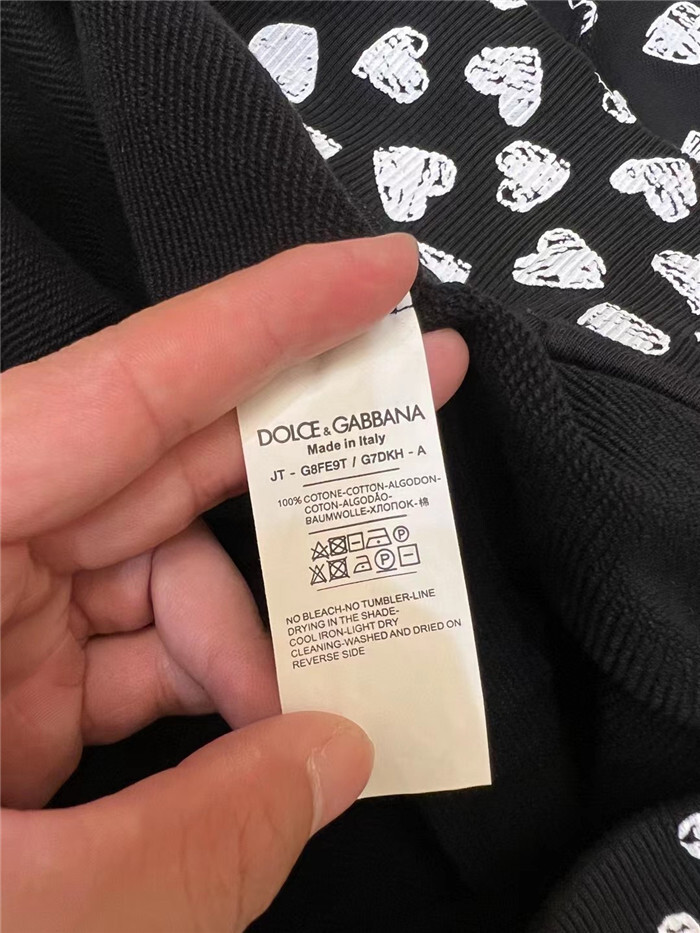 DOLCE & GABBANA
Made in Italy
JT - G8FE9T / G7DKH - A
100% COTONE-COTTON-ALGODON-
COTON-ALGODÃO-
BAUMWOLLE-ХЛОПОК-棉
P
P
NO BLEACH-NO TUMBLER-LINE
DRYING IN THE SHADE-
COOL IRON-LIGHT DRY
CLEANING-WASHED AND DRIED ON
REVERSE SIDE